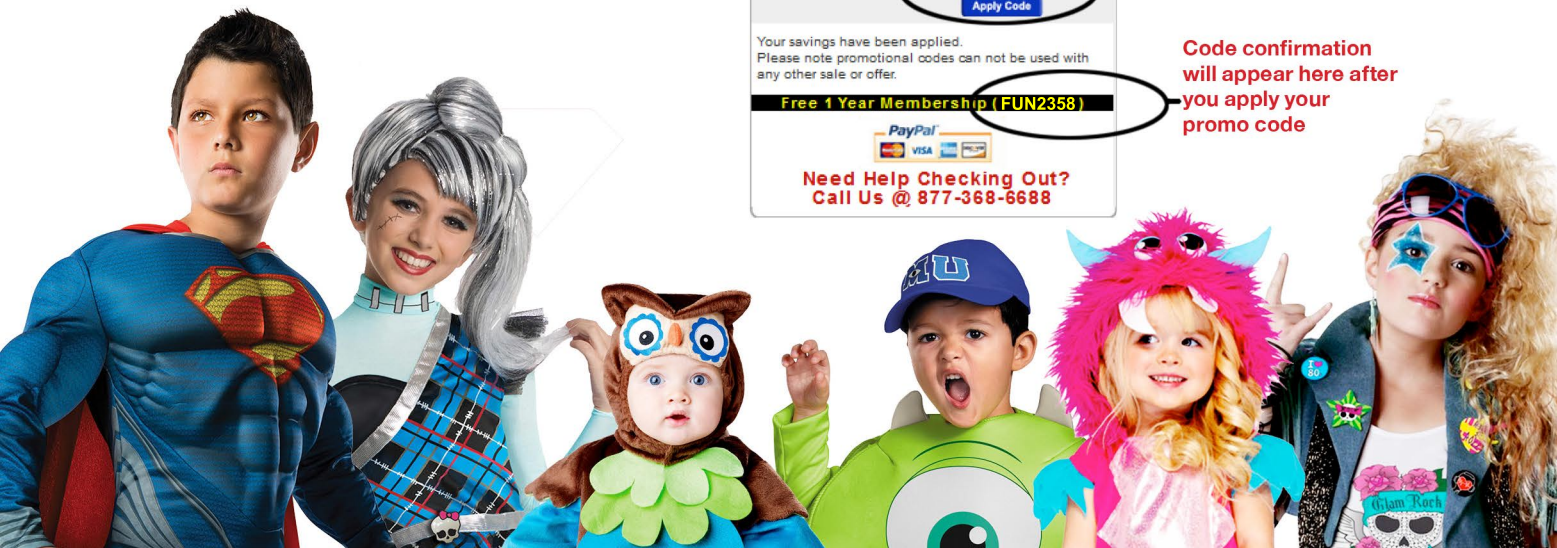 Apply Code
Your savings have been applied.
Please note promotional codes can not be used with
any other sale or offer.
Free 1 Year Membership (FUN2358)
PayPal
VISA
Need Help Checking Out?
Call Us @ 877-368-6688
Code confirmation
will appear here after
you apply your
promo code
MU
I
80
Glam Rock